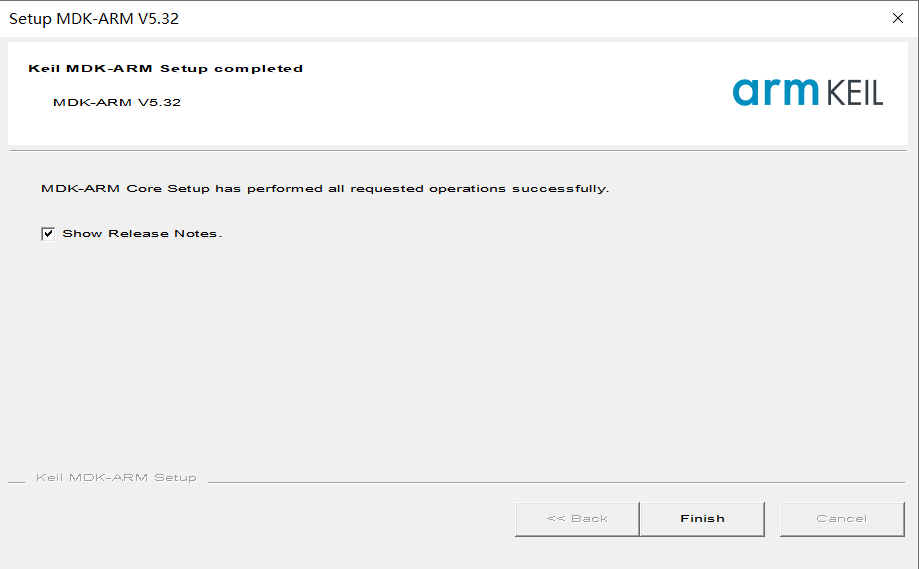 Setup MDK-ARM V5.32
Keil MDK-ARM Setup completed
MDK-ARM V5.32
arm KEIL
MDK-ARM Core Setup has performed all requested operations successfully.
Show Release Notes.
Keil MDK-ARM Setup
<< Back
Finish
Cancel